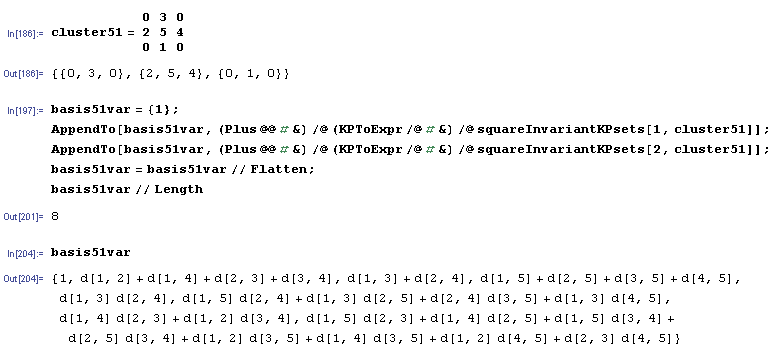 In[186]:= cluster51 = 0 3 0
2 5 4
0 1 0
Out[186]= {{0, 3, 0}, {2, 5, 4}, {0, 1, 0}}
In[197]:= basis51var = {1};
AppendTo[basis51var, (Plus @@ # &) /@ (KPToExpr /@ # &) /@ squareInvariantKPsets[1, cluster51]];
AppendTo[basis51var, (Plus @@ # &) /@ (KPToExpr /@ # &) /@ squareInvariantKPsets[2, cluster51]];
basis51var = basis51var // Flatten;
basis51var // Length
Out[201]= 8
In[204]:= basis51var
Out[204]= {1, d[1, 2] + d[1, 4] + d[2, 3] + d[3, 4], d[1, 3] + d[2, 4], d[1, 5] + d[2, 5] + d[3, 5] + d[4, 5],
d[1, 3] d[2, 4], d[1, 5] d[2, 4] + d[1, 3] d[2, 5] + d[2, 4] d[3, 5] + d[1, 3] d[4, 5],
d[1, 4] d[2, 3] + d[1, 2] d[3, 4], d[1, 5] d[2, 3] + d[1, 4] d[2, 5] + d[1, 5] d[3, 4] +
d[2, 5] d[3, 4] + d[1, 2] d[3, 5] + d[1, 4] d[3, 5] + d[1, 2] d[4, 5] + d[2, 3] d[4, 5]}